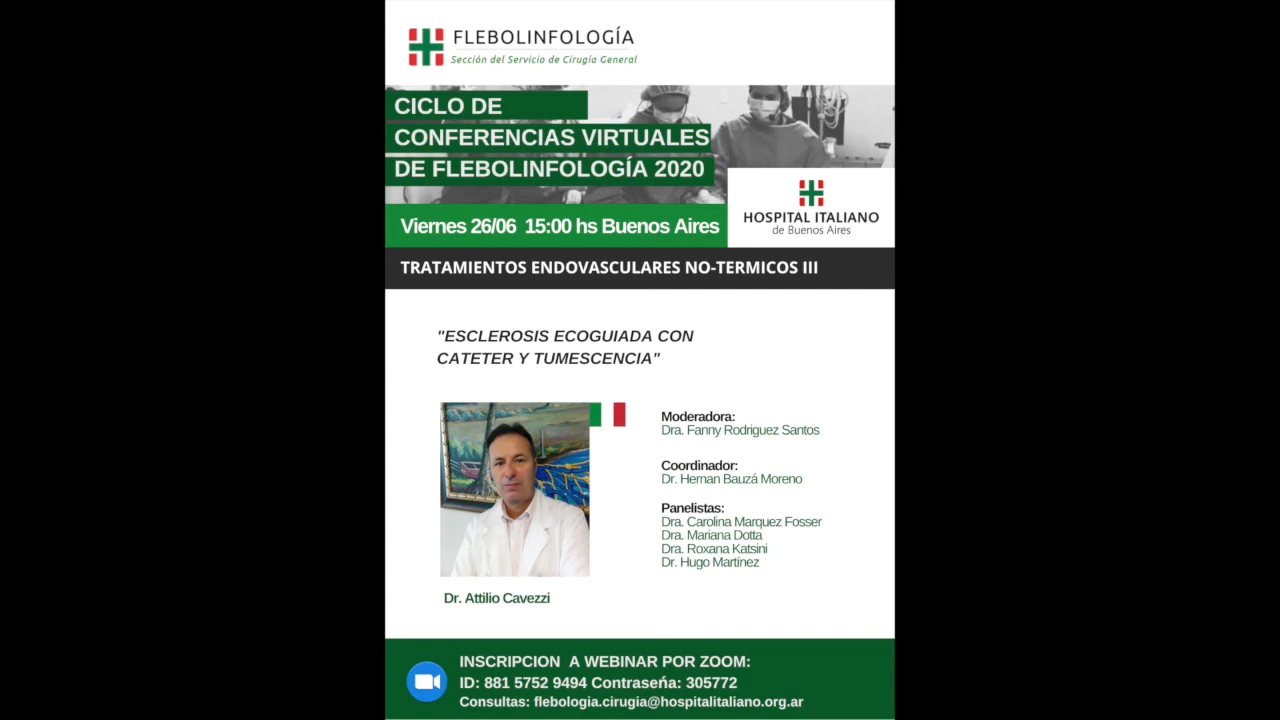 FLEBOLINFOLOGÍA
Sección del Servicio de Cirugía General
CICLO DE
CONFERENCIAS VIRTUALES
DE FLEBOLINFOLOGÍA 2020
HOSPITAL ITALIANO
de Buenos Aires
Viernes 26/06 15:00 hs Buenos Aires
TRATAMIENTOS ENDOVASCULARES NO-TERMICOS III
"ESCLEROSIS ECOGUIADA CON
CATETER Y TUMESCENCIA"
Moderadora:
Dra. Fanny Rodriguez Santos
Coordinador:
Dr. Hernan Bauzá Moreno
Panelistas:
Dra. Carolina Marquez Fosser
Dra. Mariana Dotta
Dra. Roxana Katsini
Dr. Hugo Martínez
Dr. Attilio Cavezzi
INSCRIPCION A WEBINAR POR ZOOM:
ID: 881 5752 9494 Contraseńa: 305772
Consultas: flebologia.cirugia@hospitalitaliano.org.ar